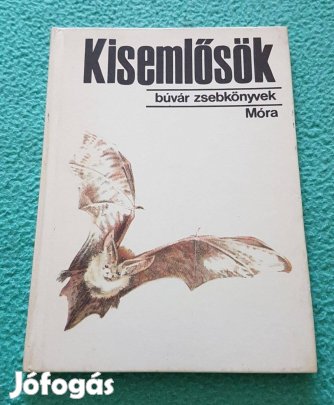 Kisemlősök
búvár zsebkönyvek
Móra
Jófogás